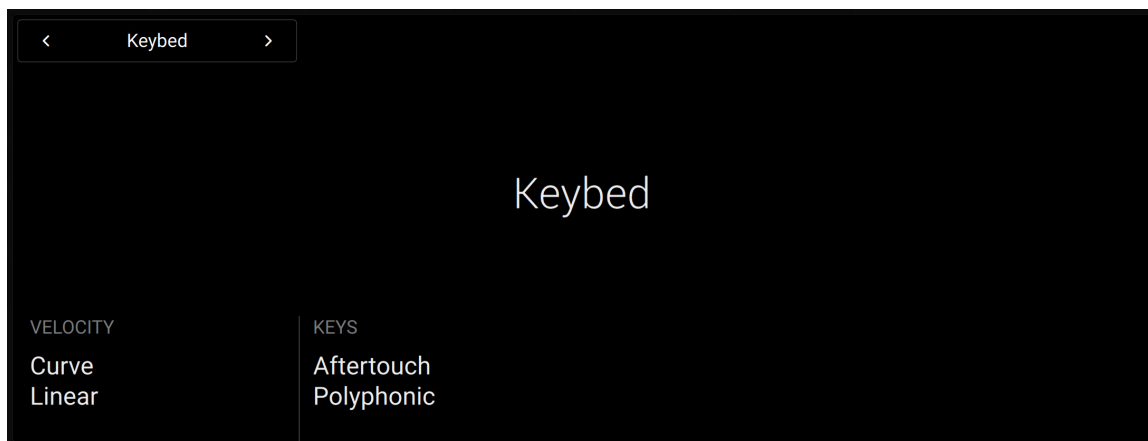 Keybed
Keybed
VELOCITY
Curve
Linear
KEYS
Aftertouch
Polyphonic